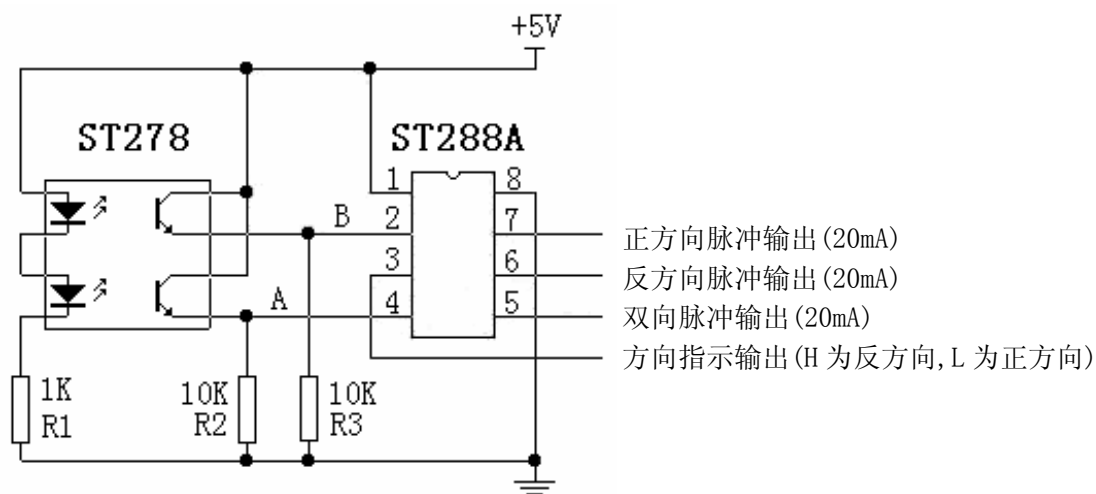 +5V
ST278
ST288A
1
8
B
2
7
正方向脉冲输出(20mA)
3
6
反方向脉冲输出(20mA)
A
4
5
双向脉冲输出(20mA)
方向指示输出(H 为反方向,L 为正方向)
1K
R1
10K
R2
10K
R3